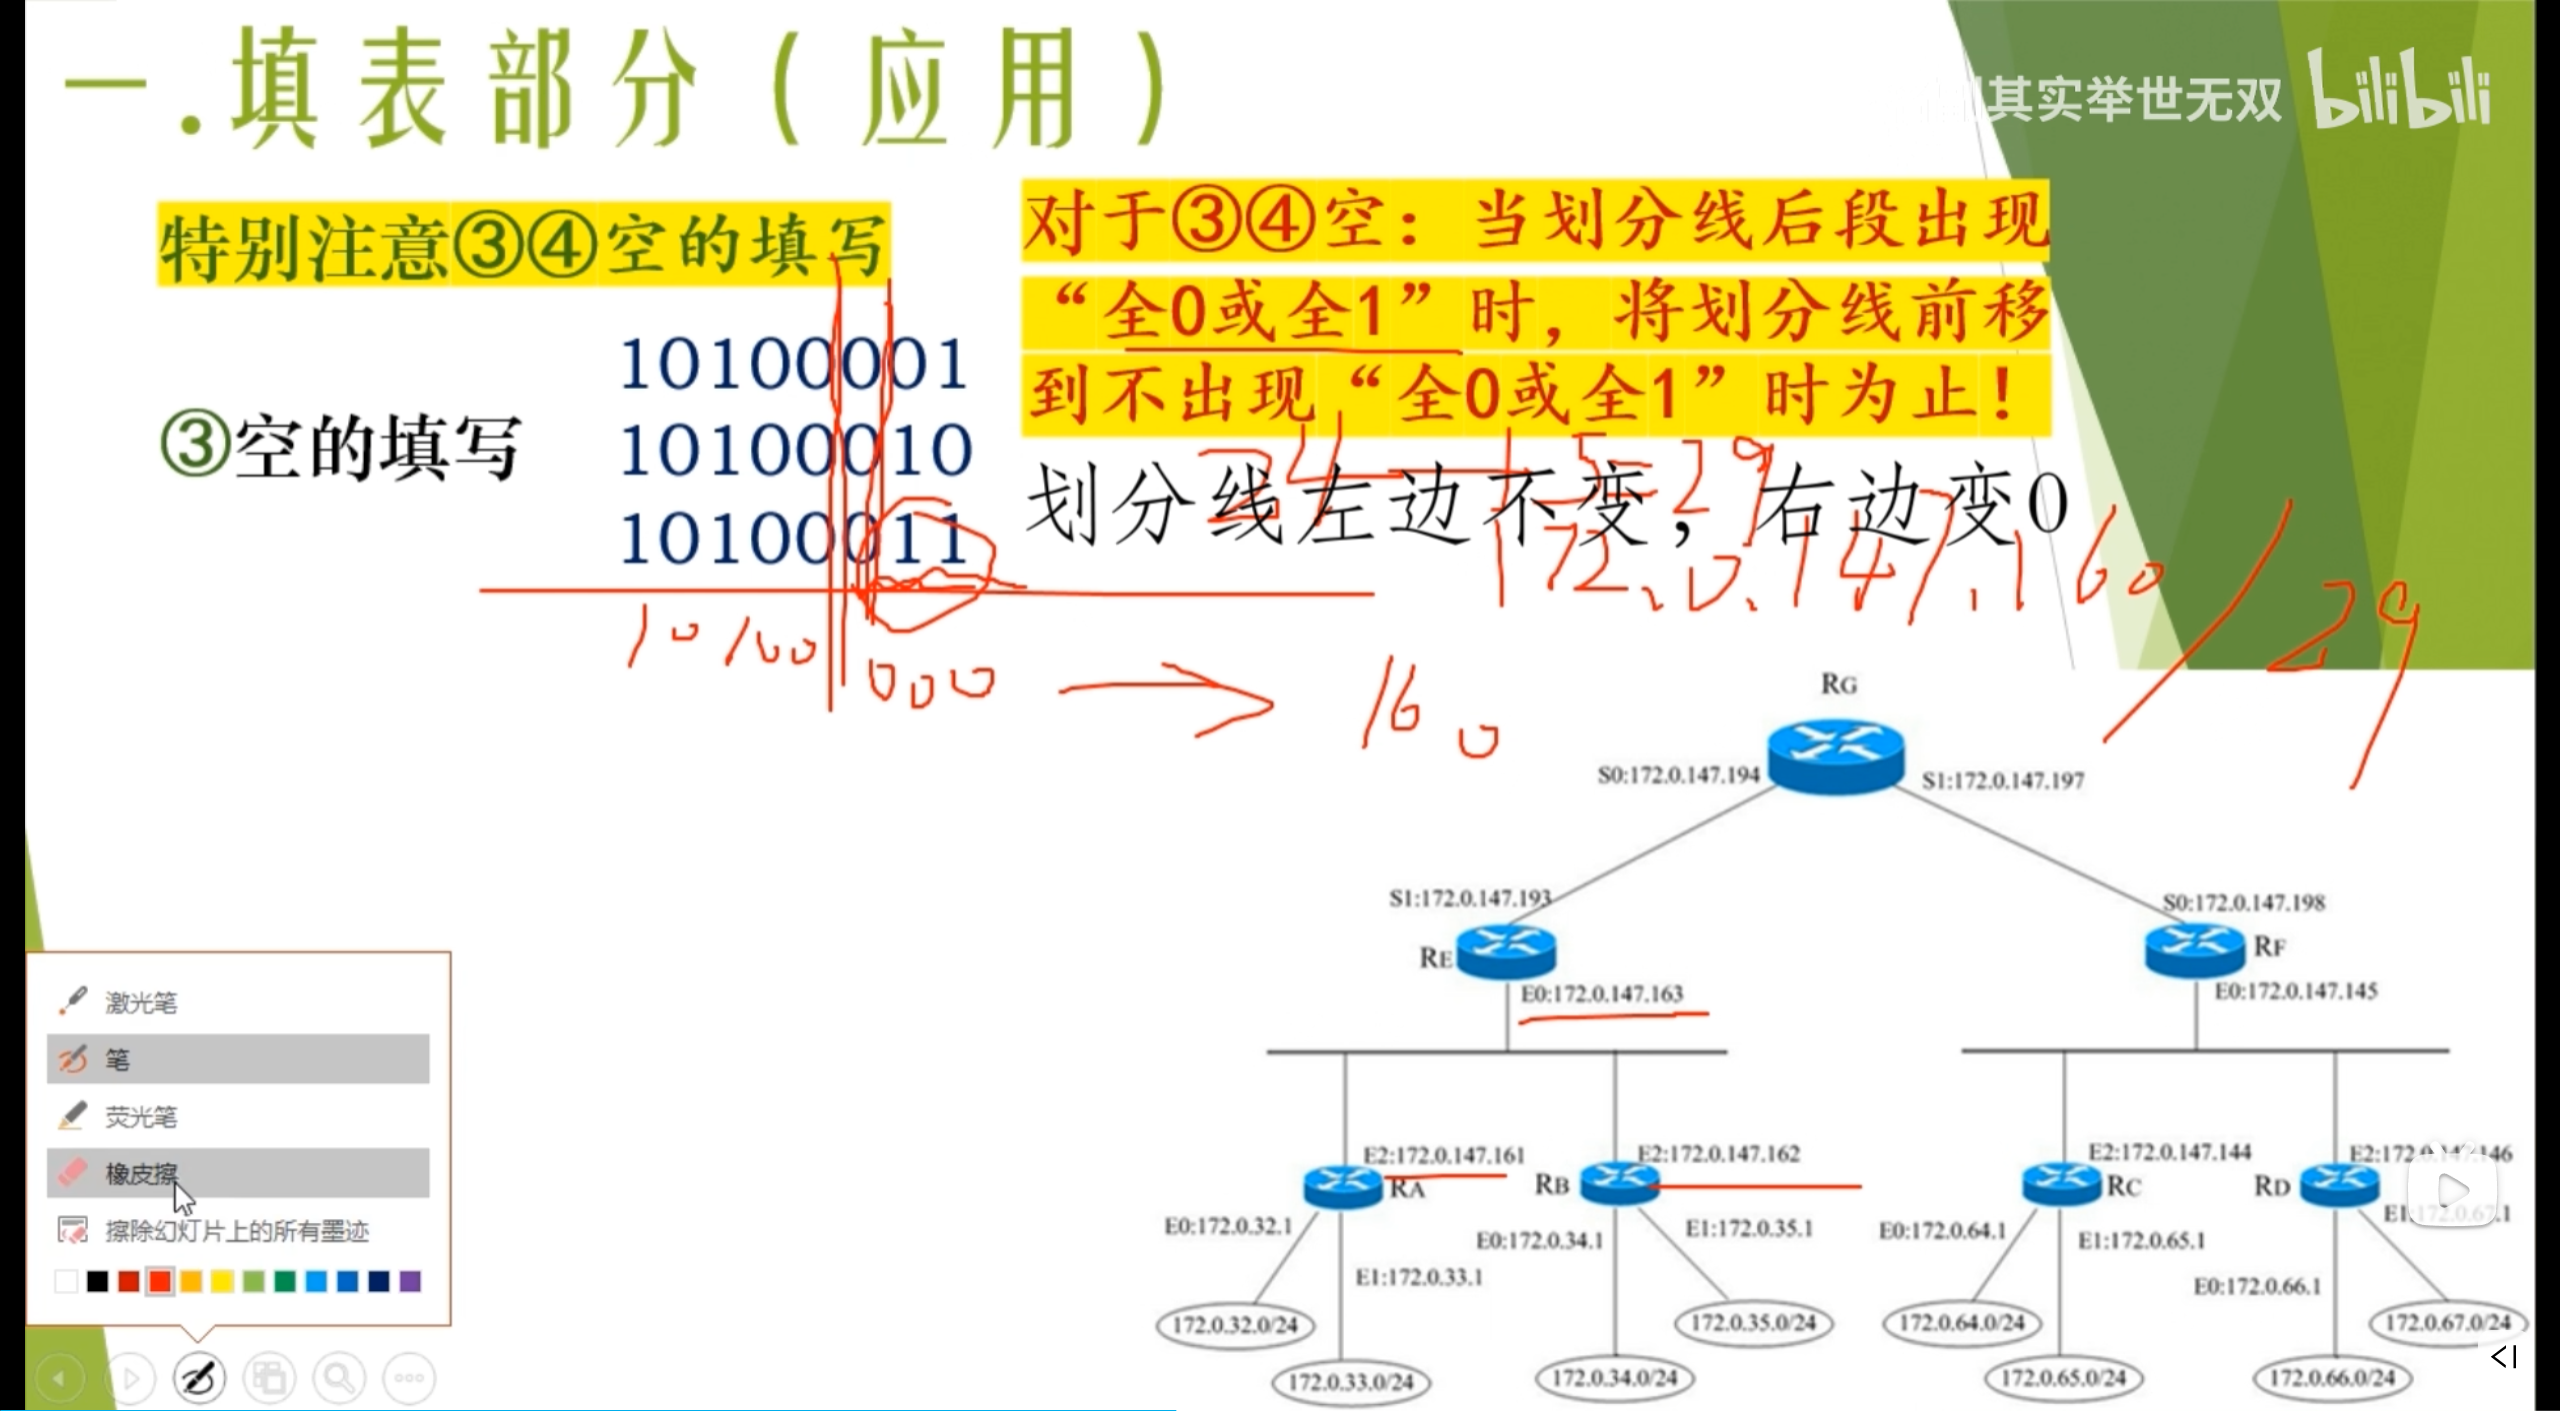 一.填表部分（应用）
其实举世无双 bilibili
特别注意③④空的填写
对于③④空：当划分线后段出现
“全0或全1”时，将划分线前移
到不出现“全0或全1”时为止！
10100001
③空的填写
10100010
10100011
划分线左边不变，右边变0
24 + 5 = 29
172.0.147.160/29
10100
000
160
RG
S0:172.0.147.194
S1:172.0.147.197
S1:172.0.147.193
S0:172.0.147.198
RE
RF
E0:172.0.147.163
E0:172.0.147.145
E2:172.0.147.161
E2:172.0.147.162
E2:172.0.147.144
E2:172.0.147.146
RA
RB
RC
RD
E0:172.0.32.1
E1:172.0.33.1
E0:172.0.34.1
E1:172.0.35.1
E0:172.0.64.1
E1:172.0.65.1
E0:172.0.66.1
E1:172.0.67.1
172.0.32.0/24
172.0.33.0/24
172.0.34.0/24
172.0.35.0/24
172.0.64.0/24
172.0.65.0/24
172.0.66.0/24
172.0.67.0/24
激光笔
笔
荧光笔
橡皮擦
擦除幻灯片上的所有墨迹